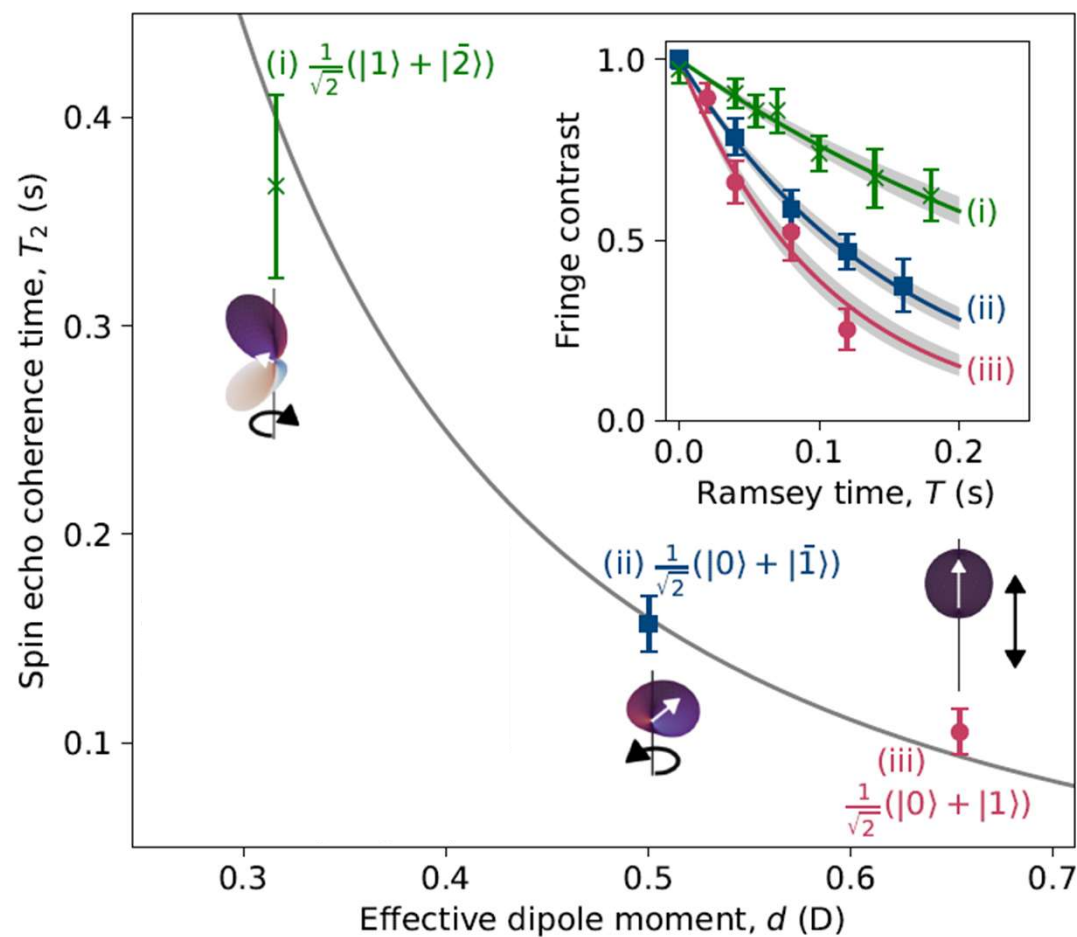 Spin echo coherence time, T₂ (s)
0.4
0.3
0.2
0.1
0.3 0.4 0.5 0.6 0.7
Effective dipole moment, d (D)
(i) 1/√2(|1⟩ + |2̄⟩)
(ii) 1/√2(|0⟩ + |1̄⟩)
(iii)
1/√2(|0⟩ + |1⟩)
Fringe contrast
1.0
0.5
0.0
0.0 0.1 0.2
Ramsey time, T (s)
(i)
(ii)
(iii)